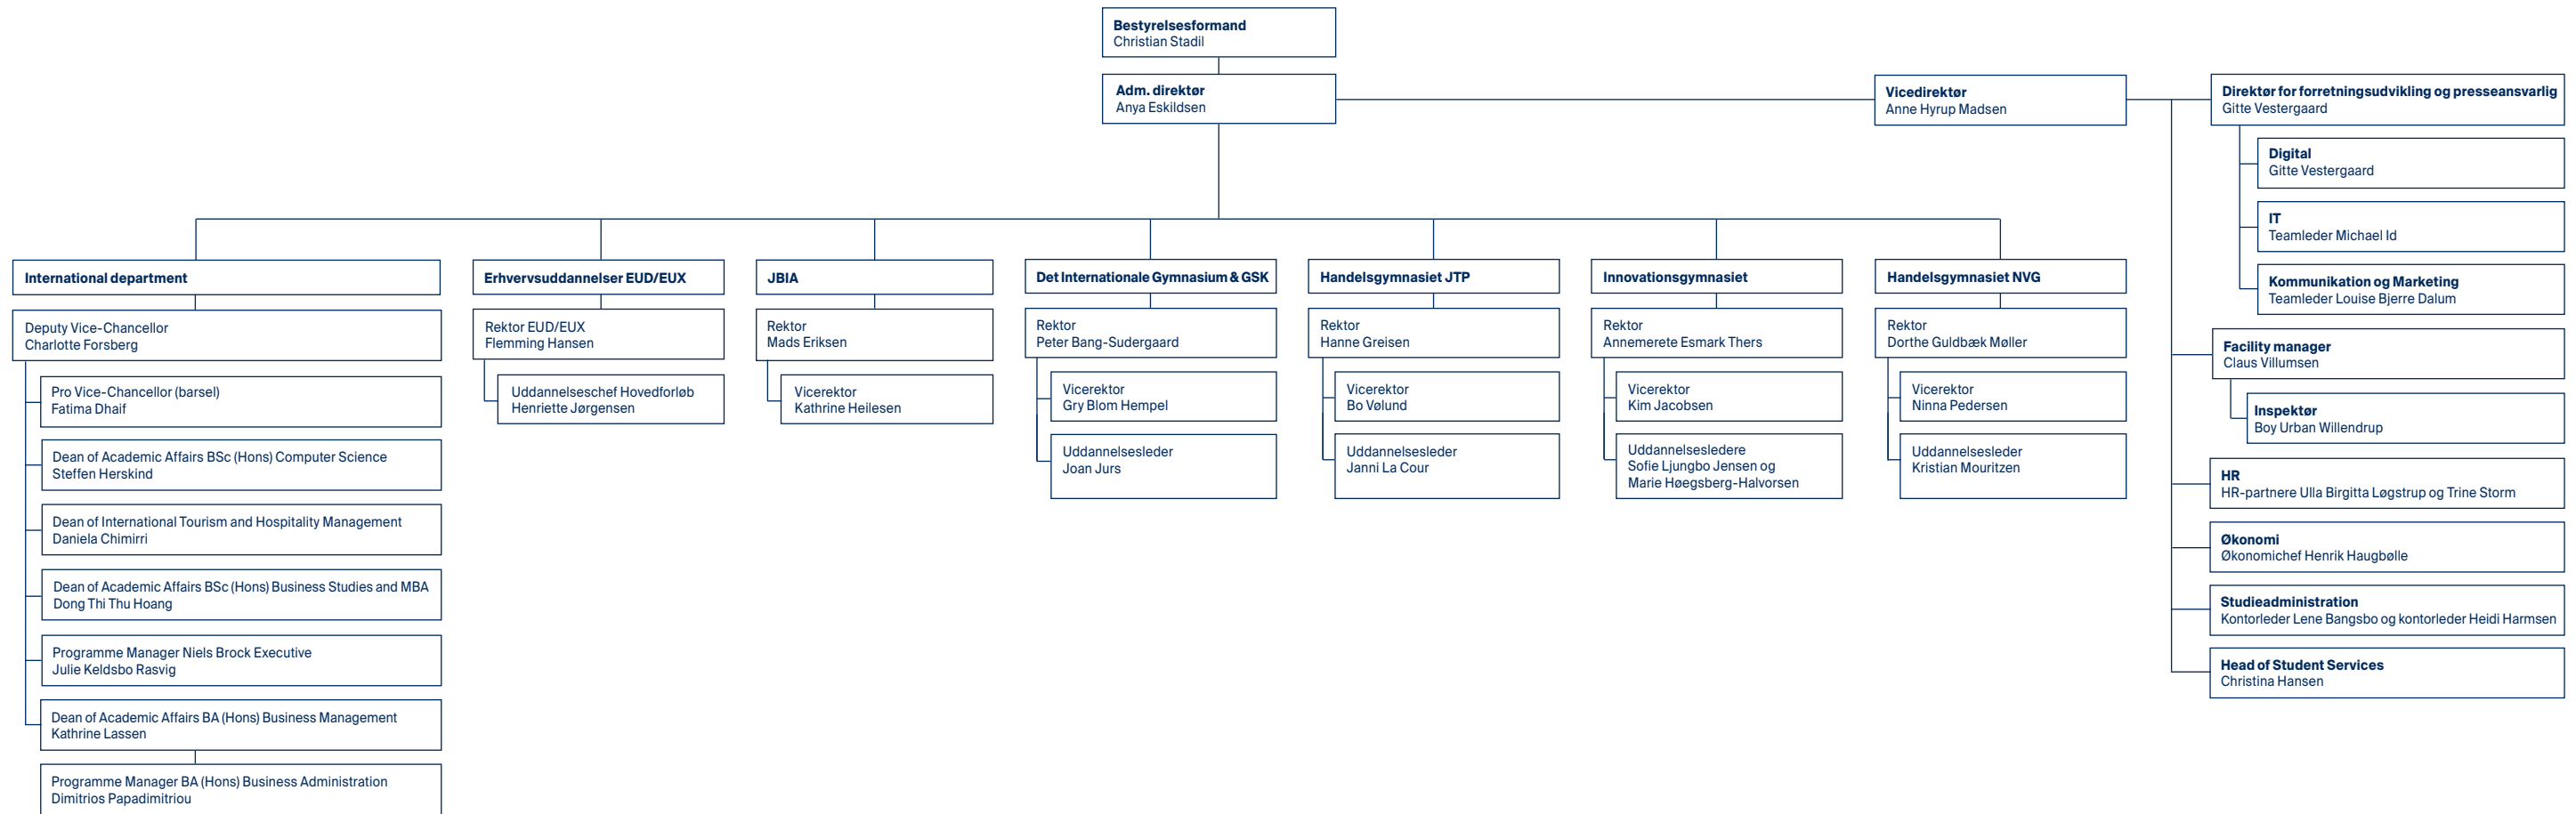 Bestyrelsesformand
Christian Stadil
Adm. direktør
Anya Eskildsen
Vicedirektør
Anne Hyrup Madsen
Direktør for forretningsudvikling og presseansvarlig
Gitte Vestergaard
Digital
Gitte Vestergaard
IT
Teamleder Michael Id
Kommunikation og Marketing
Teamleder Louise Bjerre Dalum
Facility manager
Claus Villumsen
Inspektør
Boy Urban Willendrup
HR
HR-partnere Ulla Birgitta Løgstrup og Trine Storm
Økonomi
Økonomichef Henrik Haugbølle
Studieadministration
Kontorleder Lene Bangsbo og kontorleder Heidi Harmsen
Head of Student Services
Christina Hansen
International department
Deputy Vice-Chancellor
Charlotte Forsberg
Pro Vice-Chancellor (barsel)
Fatima Dhaif
Dean of Academic Affairs BSc (Hons) Computer Science
Steffen Herskind
Dean of International Tourism and Hospitality Management
Daniela Chimirri
Dean of Academic Affairs BSc (Hons) Business Studies and MBA
Dong Thi Thu Hoang
Programme Manager Niels Brock Executive
Julie Keldsbo Rasvig
Dean of Academic Affairs BA (Hons) Business Management
Kathrine Lassen
Programme Manager BA (Hons) Business Administration
Dimitrios Papadimitriou
Erhvervsuddannelser EUD/EUX
Rektor EUD/EUX
Flemming Hansen
Uddannelseschef Hovedforløb
Henriette Jørgensen
JBIA
Rektor
Mads Eriksen
Vicerektor
Kathrine Heilesen
Det Internationale Gymnasium & GSK
Rektor
Peter Bang-Sudergaard
Vicerektor
Gry Blom Hempel
Uddannelsesleder
Joan Jurs
Handelsgymnasiet JTP
Rektor
Hanne Greisen
Vicerektor
Bo Vølund
Uddannelsesleder
Janni La Cour
Innovationsgymnasiet
Rektor
Annemerete Esmark Thers
Vicerektor
Kim Jacobsen
Uddannelsesledere
Sofie Ljungbo Jensen og
Marie Høegsberg-Halvorsen
Handelsgymnasiet NVG
Rektor
Dorthe Guldbæk Møller
Vicerektor
Ninna Pedersen
Uddannelsesleder
Kristian Mouritzen